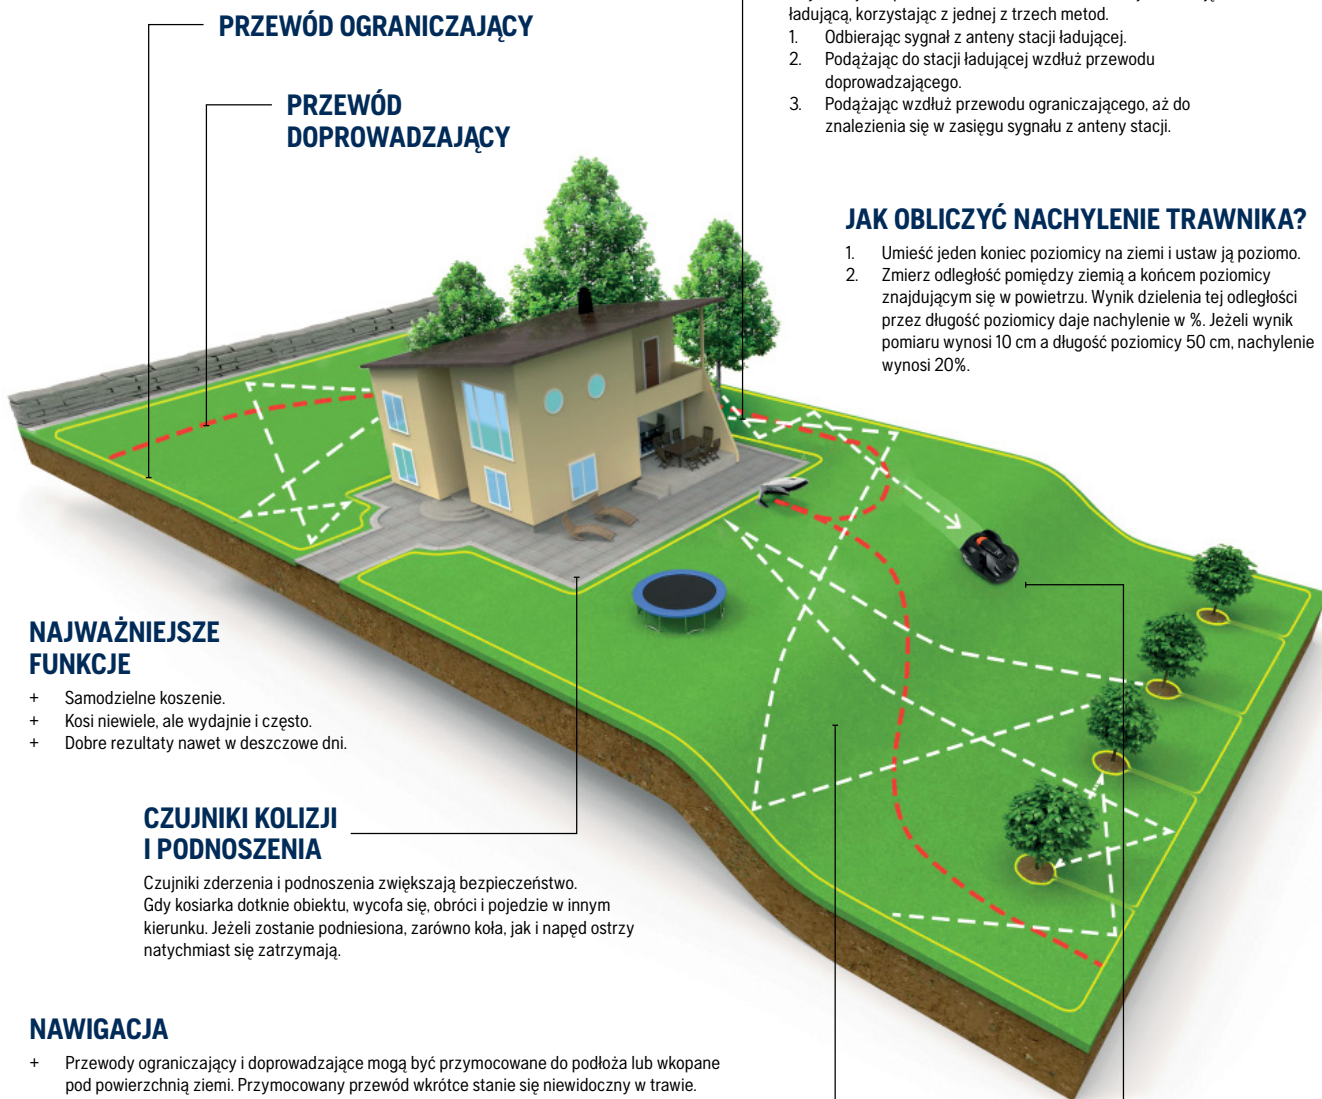 ładującą, korzystając z jednej z trzech metod.
1. Odbierając sygnał z anteny stacji ładującej.
2. Podążając do stacji ładującej wzdłuż przewodu
doprowadzającego.
3. Podążając wzdłuż przewodu ograniczającego, aż do
znalezienia się w zasięgu sygnału z anteny stacji.
PRZEWÓD OGRANICZAJĄCY
PRZEWÓD
DOPROWADZAJĄCY
JAK OBLICZYĆ NACHYLENIE TRAWNIKA?
1. Umieść jeden koniec poziomicy na ziemi i ustaw ją poziomo.
2. Zmierz odległość pomiędzy ziemią a końcem poziomicy
znajdującym się w powietrzu. Wynik dzielenia tej odległości
przez długość poziomicy daje nachylenie w %. Jeżeli wynik
pomiaru wynosi 10 cm a długość poziomicy 50 cm, nachylenie
wynosi 20%.
NAJWAŻNIEJSZE
FUNKCJE
+ Samodzielne koszenie.
+ Kosi niewiele, ale wydajnie i często.
+ Dobre rezultaty nawet w deszczowe dni.
CZUJNIKI KOLIZJI
I PODNOSZENIA
Czujniki zderzenia i podnoszenia zwiększają bezpieczeństwo.
Gdy kosiarka dotknie obiektu, wycofa się, obróci i pojedzie w innym
kierunku. Jeżeli zostanie podniesiona, zarówno koła, jak i napęd ostrzy
natychmiast się zatrzymają.
NAWIGACJA
+ Przewody ograniczający i doprowadzające mogą być przymocowane do podłoża lub wkopane
pod powierzchnią ziemi. Przymocowany przewód wkrótce stanie się niewidoczny w trawie.